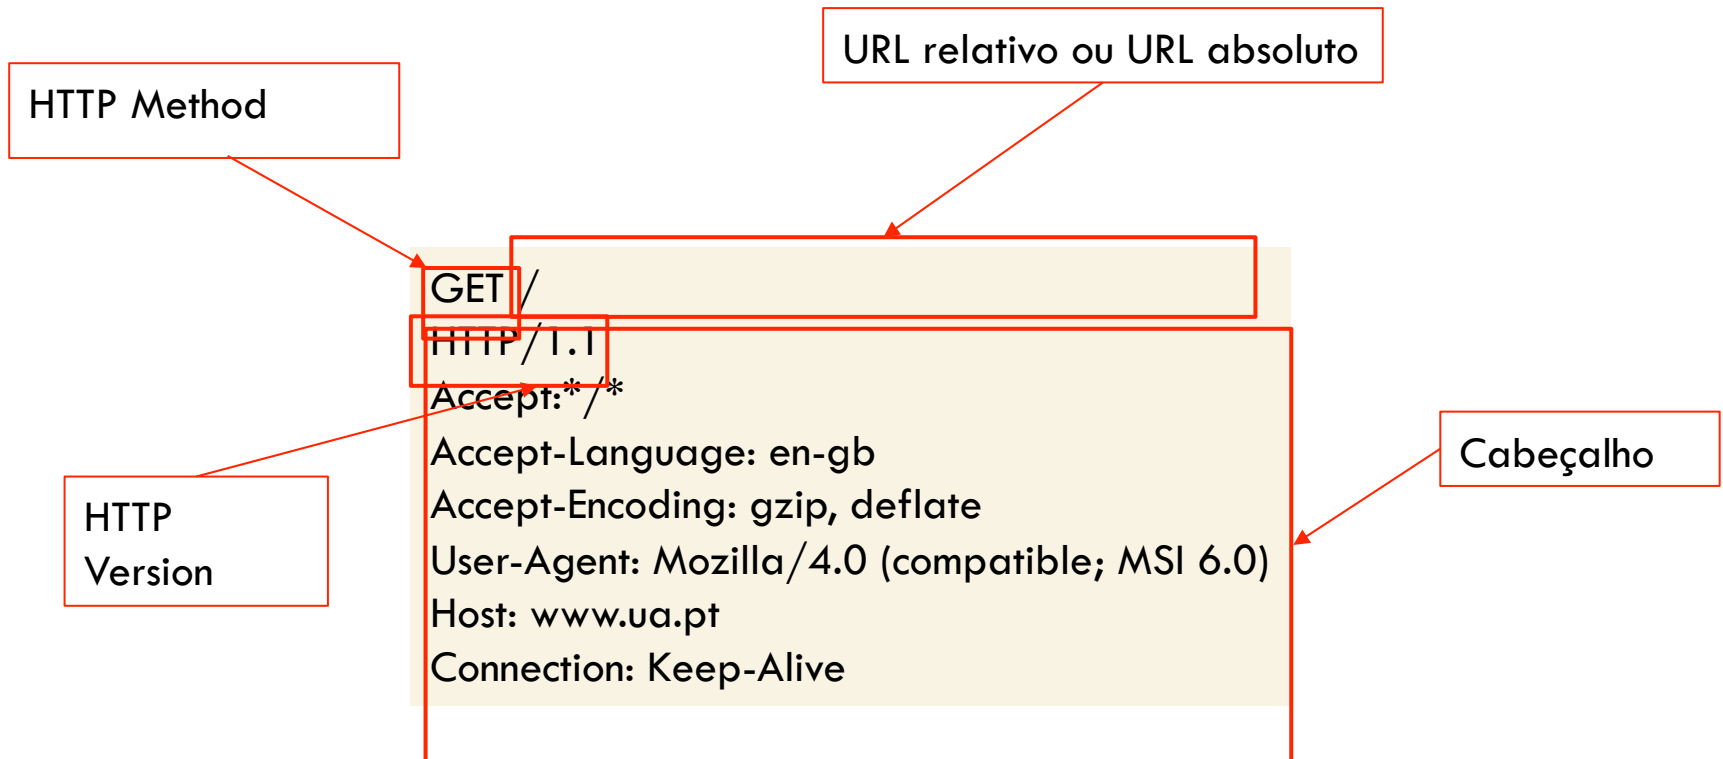 URL relativo ou URL absoluto
HTTP Method
GET /
HTTP/1.1
Accept:*/*
Accept-Language: en-gb
Accept-Encoding: gzip, deflate
User-Agent: Mozilla/4.0 (compatible; MSI 6.0)
Host: www.ua.pt
Connection: Keep-Alive
Cabeçalho
HTTP
Version